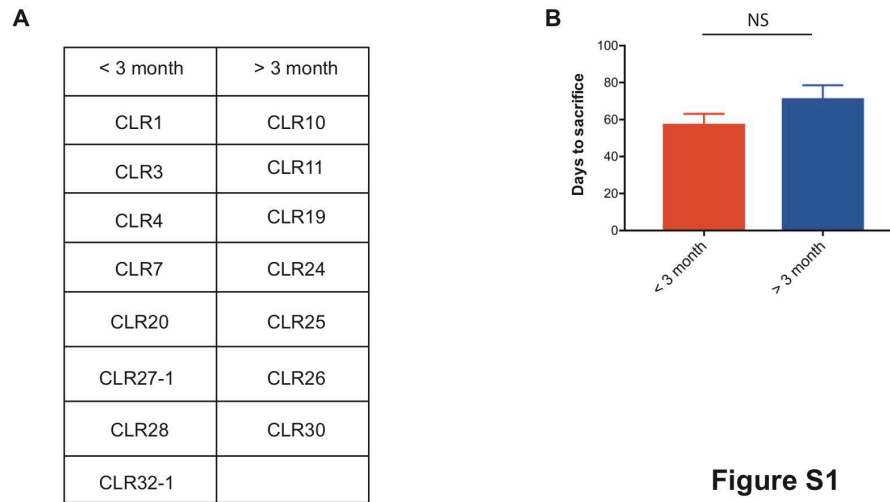 A
< 3 month > 3 month
CLR1 CLR10
CLR3 CLR11
CLR4 CLR19
CLR7 CLR24
CLR20 CLR25
CLR27-1 CLR26
CLR28 CLR30
CLR32-1
B
NS
100
80
60
40
20
0
Days to sacrifice
< 3 month
> 3 month
Figure S1